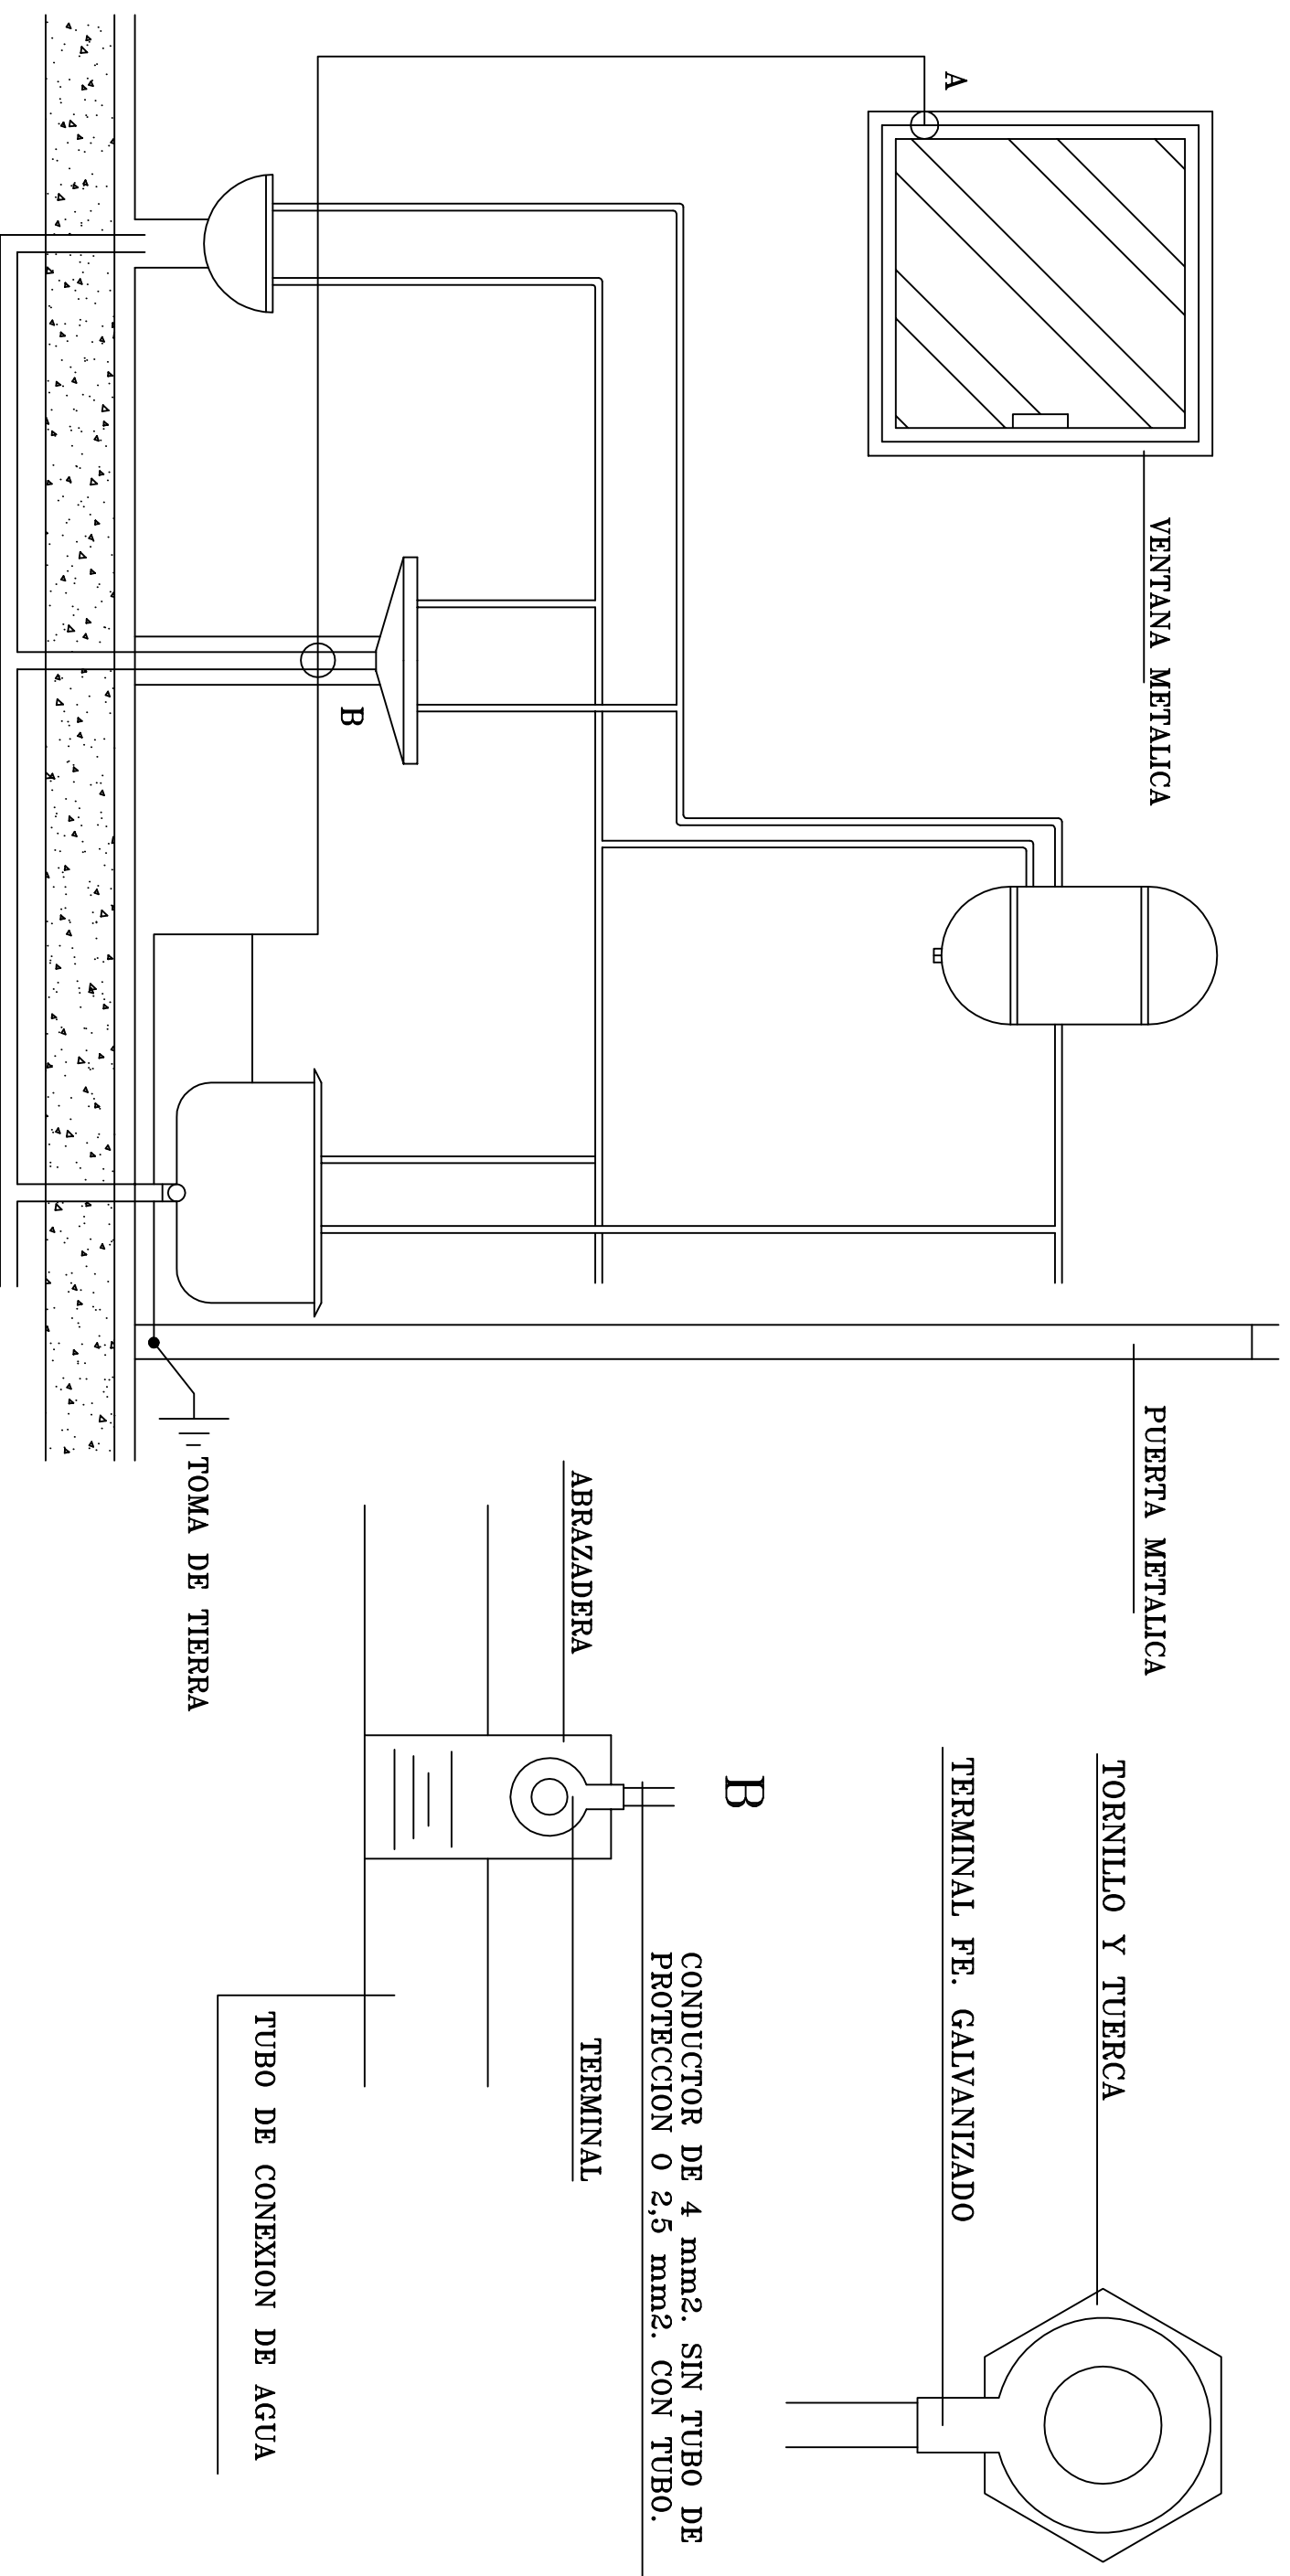 A
VENTANA METALICA
PUERTA METALICA
TORNILLO Y TUERCA
TERMINAL FE. GALVANIZADO
B
B
CONDUCTOR DE 4 mm2. SIN TUBO DE
PROTECCION O 2,5 mm2. CON TUBO.
ABRAZADERA
TERMINAL
TOMA DE TIERRA
TUBO DE CONEXION DE AGUA